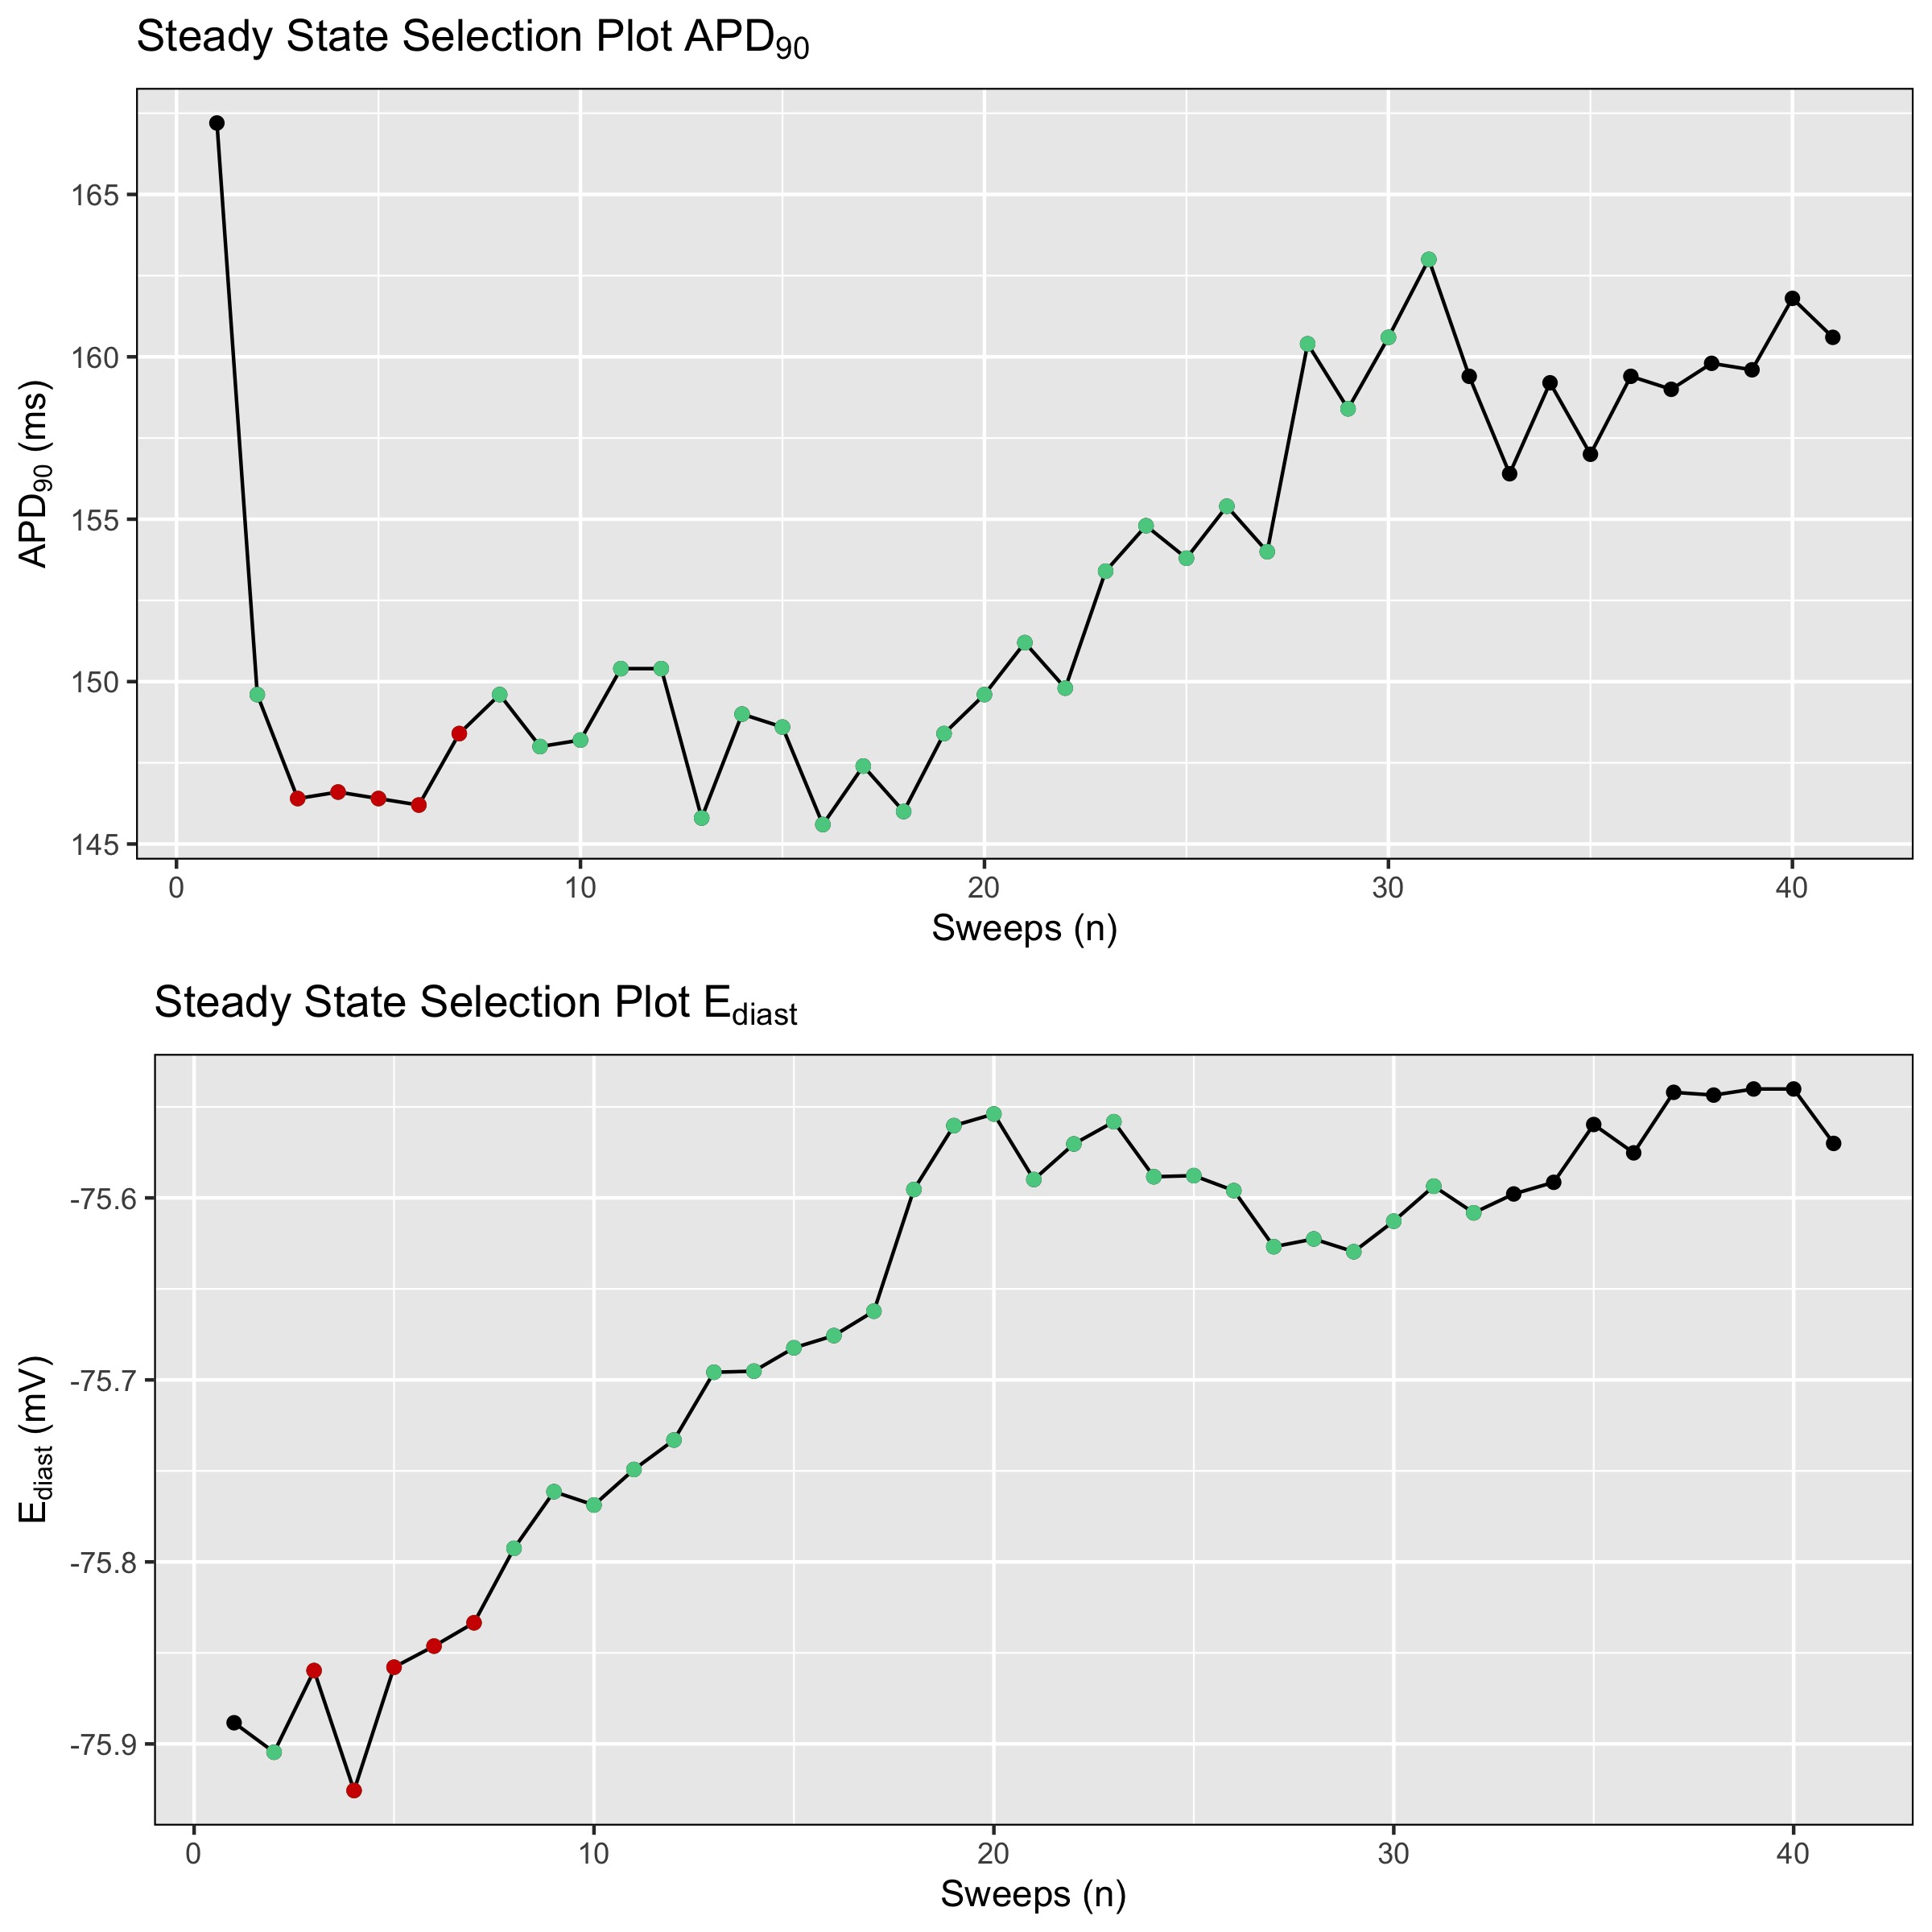 Steady State Selection Plot APD90
165
160
155
150
145
APD90 (ms)
0 10 20 30 40
Sweeps (n)
Steady State Selection Plot Ediast
-75.6
-75.7
-75.8
-75.9
Ediast (mV)
0 10 20 30 40
Sweeps (n)